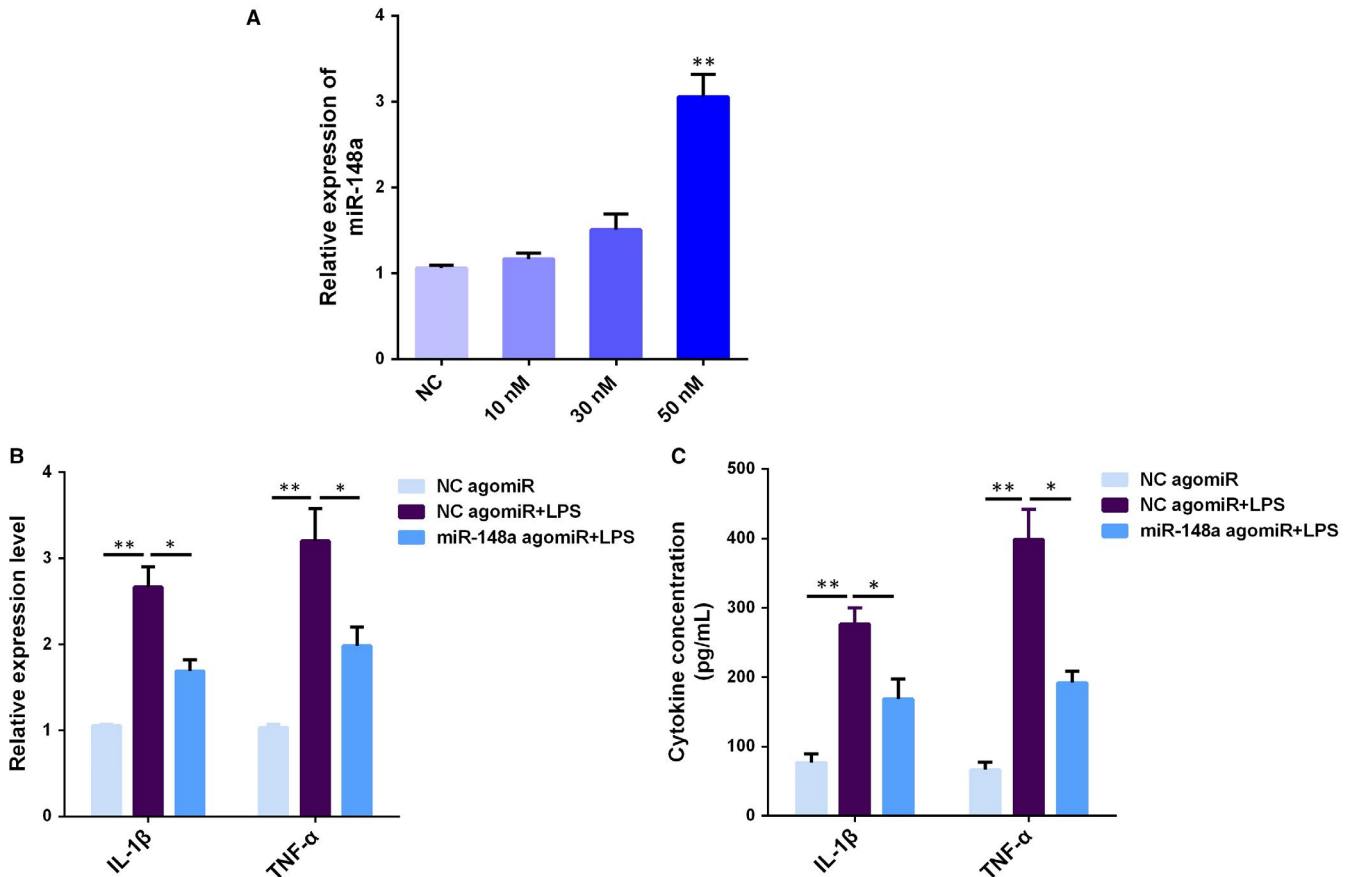 A
Relative expression of
miR-148a
4
3
2
1
0
**
NC
10 nM
30 nM
50 nM
B
Relative expression level
4
3
2
1
0
** *
** *
IL-1β
TNF-α
NC agomiR
NC agomiR+LPS
miR-148a agomiR+LPS
C
Cytokine concentration
(pg/mL)
500
400
300
200
100
0
** *
** *
IL-1β
TNF-α
NC agomiR
NC agomiR+LPS
miR-148a agomiR+LPS